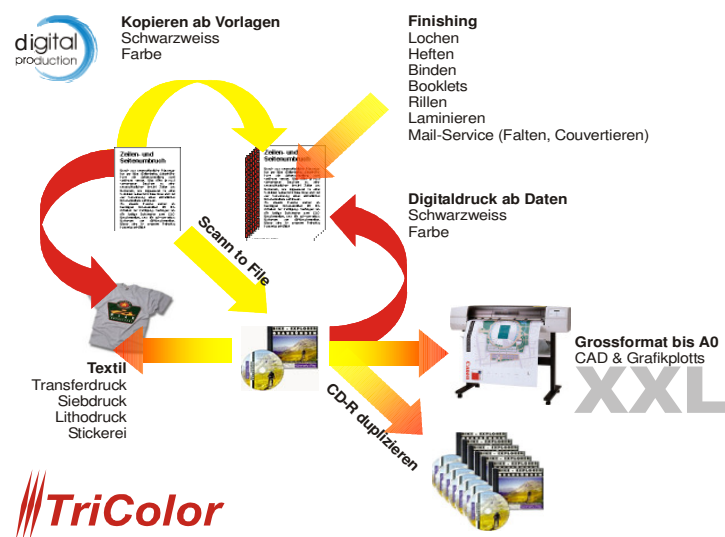 digital
production
Kopieren ab Vorlagen
Schwarzweiss
Farbe
Finishing
Lochen
Heften
Binden
Booklets
Rillen
Laminieren
Mail-Service (Falten, Couvertieren)
Zeilen- und
Seitenumbruch
Zeilen- und
Seitenumbruch
Digitaldruck ab Daten
Schwarzweiss
Farbe
Scann to File
Grossformat bis A0
CAD & Grafikplotts
XXL
Textil
Transferdruck
Siebdruck
Lithodruck
Stickerei
CD-R duplizieren
TriColor